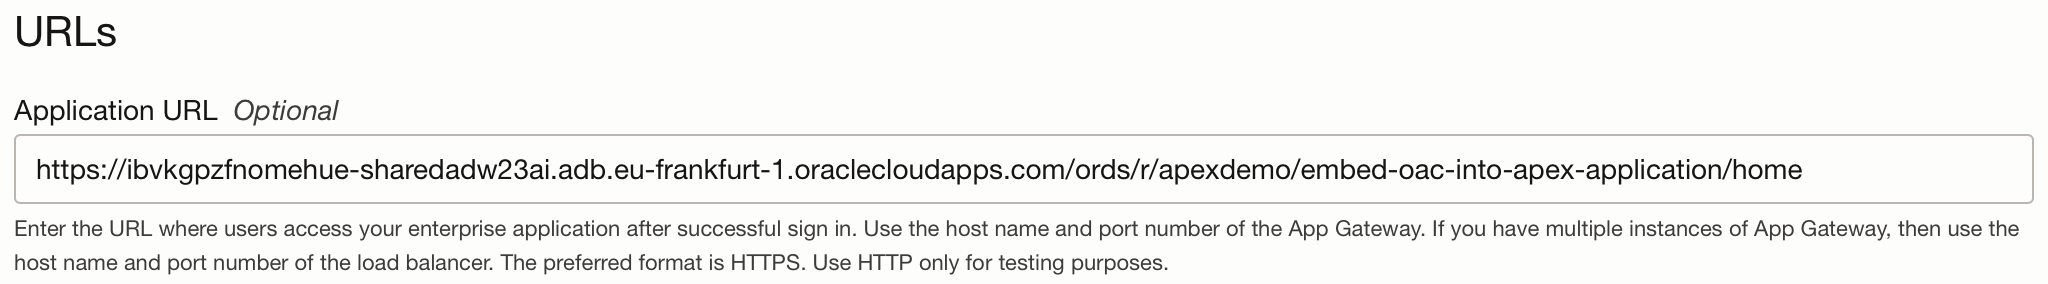 URLs
Application URL Optional
https://ibvkgpzfnomehue-sharedadw23ai.adb.eu-frankfurt-1.oraclecloudapps.com/ords/r/apexdemo/embed-oac-into-apex-application/home
Enter the URL where users access your enterprise application after successful sign in. Use the host name and port number of the App Gateway. If you have multiple instances of App Gateway, then use the
host name and port number of the load balancer. The preferred format is HTTPS. Use HTTP only for testing purposes.